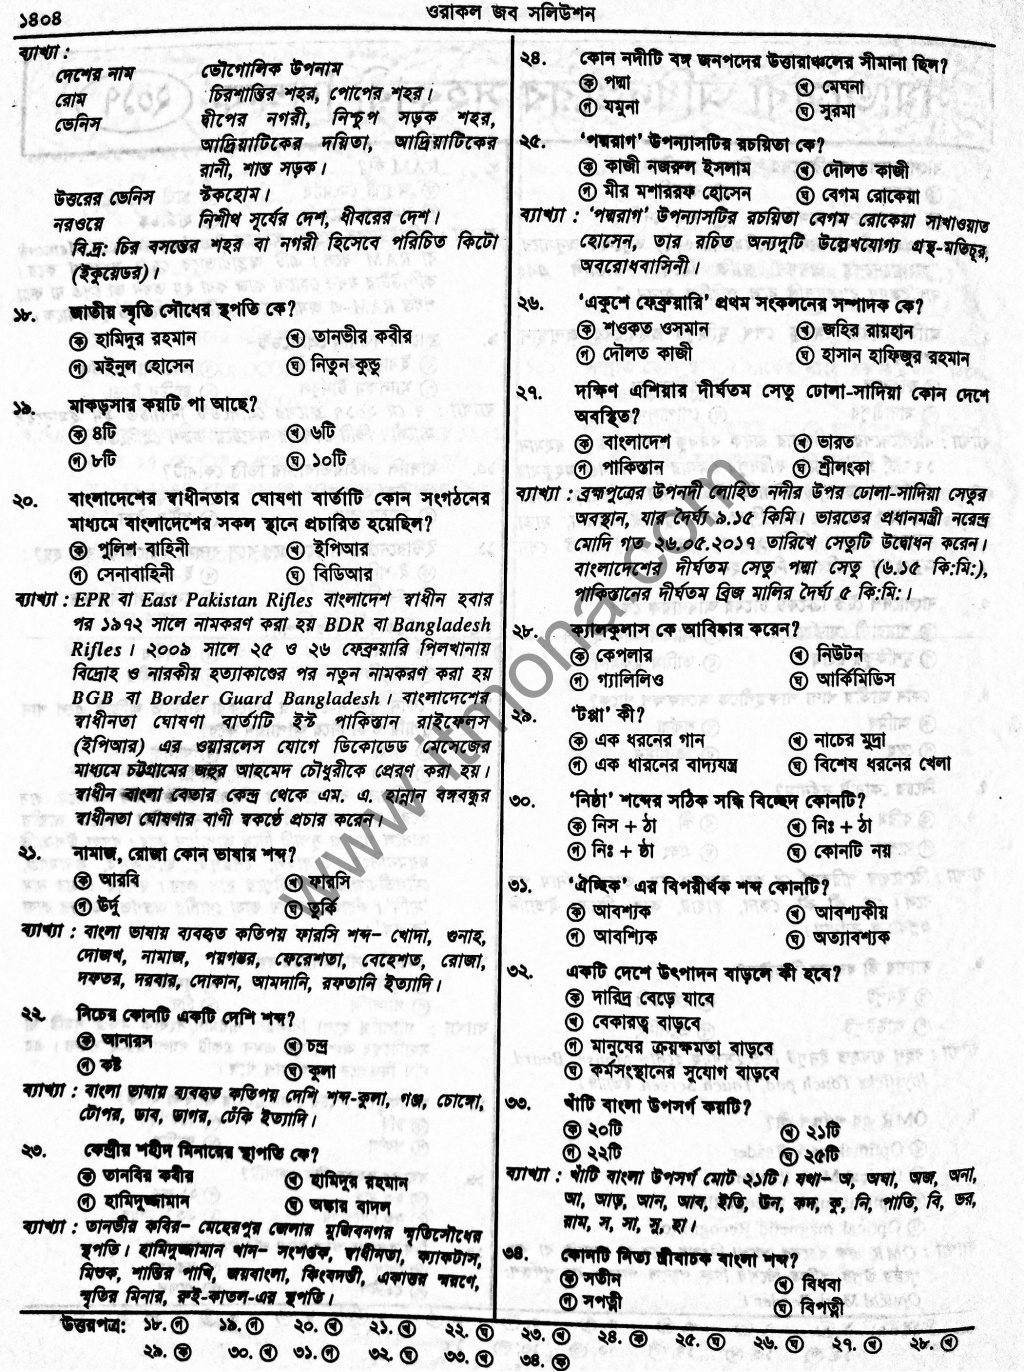 ১৪০৪
ওরাকল জব সলিউশন
ব্যাখ্যা :
দেশের নাম ভৌগোলিক উপনাম
রোম চিরশান্তির শহর, পোপের শহর।
ভেনিস দ্বীপের নগরী, নিশ্চুপ সড়ক শহর,
আদ্রিয়াটিকের দয়িতা, আদ্রিয়াটিকের
রানী, শান্ত সড়ক।
উত্তরের ভেনিস স্টকহোম।
নরওয়ে নিশীথ সূর্যের দেশ, ধীবরের দেশ।
বি.দ্র: চির বসন্তের শহর বা নগরী হিসেবে পরিচিত কিটো
(ইকুয়েডর)।
১৮. জাতীয় স্মৃতি সৌধের স্থপতি কে?
ক হামিদুর রহমান খ তানভীর কবীর
গ মইনুল হোসেন ঘ নিতুন কুন্ডু
১৯. মাকড়সার কয়টি পা আছে?
ক ৪টি খ ৬টি
গ ৮টি ঘ ১০টি
২০. বাংলাদেশের স্বাধীনতার ঘোষণা বার্তাটি কোন সংগঠনের
মাধ্যমে বাংলাদেশের সকল স্থানে প্রচারিত হয়েছিল?
ক পুলিশ বাহিনী খ ইপিআর
গ সেনাবাহিনী ঘ বিডিআর
ব্যাখ্যা : EPR বা East Pakistan Rifles বাংলাদেশ স্বাধীন হবার
পর ১৯৭২ সালে নামকরণ করা হয় BDR বা Bangladesh
Rifles। ২০০৯ সালে ২৫ ও ২৬ ফেব্রুয়ারি পিলখানায়
বিদ্রোহ ও নারকীয় হত্যাকাণ্ডের পর নতুন নামকরণ করা হয়
BGB বা Border Guard Bangladesh। বাংলাদেশের
স্বাধীনতা ঘোষণা বার্তাটি ইস্ট পাকিস্তান রাইফেলস
(ইপিআর) এর ওয়ারলেস যোগে ডিকোডেড মেসেজের
মাধ্যমে চট্টগ্রামের জহুর আহমেদ চৌধুরীকে প্রেরণ করা হয়।
স্বাধীন বাংলা বেতার কেন্দ্র থেকে এম. এ. হান্নান বঙ্গবন্ধুর
স্বাধীনতা ঘোষণার বাণী স্বকণ্ঠে প্রচার করেন।
২১. নামাজ, রোজা কোন ভাষার শব্দ?
ক আরবি খ ফারসি
গ উর্দু ঘ তুর্কি
ব্যাখ্যা : বাংলা ভাষায় ব্যবহৃত কতিপয় ফারসি শব্দ– খোদা, গুনাহ,
দোজখ, নামাজ, পয়গম্বর, ফেরেশতা, বেহেশত, রোজা,
দফতর, দরবার, দোকান, আমদানি, রফতানি ইত্যাদি।
২২. নিচের কোনটি একটি দেশি শব্দ?
ক আনারস খ চন্দ্র
গ কষ্ট ঘ কুলা
ব্যাখ্যা : বাংলা ভাষায় ব্যবহৃত কতিপয় দেশি শব্দ-কুলা, গঞ্জ, চোঙ্গো,
টোপর, ডাব, ডাগর, ঢেঁকি ইত্যাদি।
২৩. কেন্দ্রীয় শহীদ মিনারের স্থাপতি কে?
ক তানবির কবীর খ হামিদুর রহমান
গ হামিদুজ্জামান ঘ অঙ্কার বাদল
ব্যাখ্যা : তানভীর কবির– মেহেরপুর জেলার মুজিবনগর স্মৃতিসৌধের
স্থপতি। হামিদুজ্জামান খান– সংশপ্তক, স্বাধীনতা, ক্যাকটাস,
মিশুক, শান্তির পাখি, জয়বাংলা, কিংবদন্তী, একাত্তর স্মরণে,
স্মৃতির মিনার, রুই-কাতল-এর স্থপতি।
২৪. কোন নদীটি বঙ্গ জনপদের উত্তরাঞ্চলের সীমানা ছিল?
ক পদ্মা খ মেঘনা
গ যমুনা ঘ সুরমা
২৫. ‘পদ্মরাগ’ উপন্যাসটির রচয়িতা কে?
ক কাজী নজরুল ইসলাম খ দৌলত কাজী
গ মীর মশাররফ হোসেন ঘ বেগম রোকেয়া
ব্যাখ্যা : ‘পদ্মরাগ’ উপন্যাসটির রচয়িতা বেগম রোকেয়া সাখাওয়াত
হোসেন, তার রচিত অন্যদুটি উল্লেখযোগ্য গ্রন্থ-মতিচূর,
অবরোধবাসিনী।
২৬. ‘একুশে ফেব্রুয়ারি’ প্রথম সংকলনের সম্পাদক কে?
ক শওকত ওসমান খ জহির রায়হান
গ দৌলত কাজী ঘ হাসান হাফিজুর রহমান
২৭. দক্ষিণ এশিয়ার দীর্ঘতম সেতু ঢোলা-সাদিয়া কোন দেশে
অবস্থিত?
ক বাংলাদেশ খ ভারত
গ পাকিস্তান ঘ শ্রীলংকা
ব্যাখ্যা : ব্রহ্মপুত্রের উপনদী লোহিত নদীর উপর ঢোলা-সাদিয়া সেতুর
অবস্থান, যার দৈর্ঘ্য ৯.১৫ কিমি। ভারতের প্রধানমন্ত্রী নরেন্দ্র
মোদি গত ২৬.০৫.২০১৭ তারিখে সেতুটি উদ্বোধন করেন।
বাংলাদেশের দীর্ঘতম সেতু পদ্মা সেতু (৬.১৫ কি:মি:),
পাকিস্তানের দীর্ঘতম ব্রিজ মালির দৈর্ঘ্য ৫ কি:মি:।
২৮. ক্যালকুলাস কে আবিষ্কার করেন?
ক কেপলার খ নিউটন
গ গ্যালিলিও ঘ আর্কিমিডিস
২৯. ‘টপ্পা’ কী?
ক এক ধরনের গান খ নাচের মুদ্রা
গ এক ধারনের বাদ্যযন্ত্র ঘ বিশেষ ধরনের খেলা
৩০. ‘নিষ্ঠা’ শব্দের সঠিক সন্ধি বিচ্ছেদ কোনটি?
ক নিস + ঠা খ নিঃ + ঠা
গ নিঃ + ষ্ঠা ঘ কোনটি নয়
৩১. ‘ঐচ্ছিক’ এর বিপরীর্থক শব্দ কোনটি?
ক আবশ্যক খ আবশ্যকীয়
গ আবশ্যিক ঘ অত্যাবশ্যক
৩২. একটি দেশে উৎপাদন বাড়লে কী হবে?
ক দারিদ্র বেড়ে যাবে
খ বেকারত্ব বাড়বে
গ মানুষের ক্রয়ক্ষমতা বাড়বে
ঘ কর্মসংস্থানের সুযোগ বাড়বে
৩৩. খাঁটি বাংলা উপসর্গ কয়টি?
ক ২০টি খ ২১টি
গ ২২টি ঘ ২৫টি
ব্যাখ্যা : খাঁটি বাংলা উপসর্গ মোট ২১টি। যথা– অ, অঘা, অজ, অনা,
আ, আড়, আন, আব, ইতি, ঊন, কদ, কু, নি, পাতি, বি, ভর,
রাম, স, সা, সু, হা।
৩৪. কোনটি নিত্য স্ত্রীবাচক বাংলা শব্দ?
ক সতীন খ বিধবা
গ সপত্নী ঘ বিপত্নী
উত্তরপত্র: ১৮. গ ১৯. গ ২০. খ ২১. খ ২২. ঘ ২৩. খ ২৪. ক ২৫. ঘ ২৬. ঘ ২৭. খ ২৮. খ
২৯. ক ৩০. খ ৩১. গ ৩২. ঘ ৩৩. খ ৩৪. ক
www.itmona.com